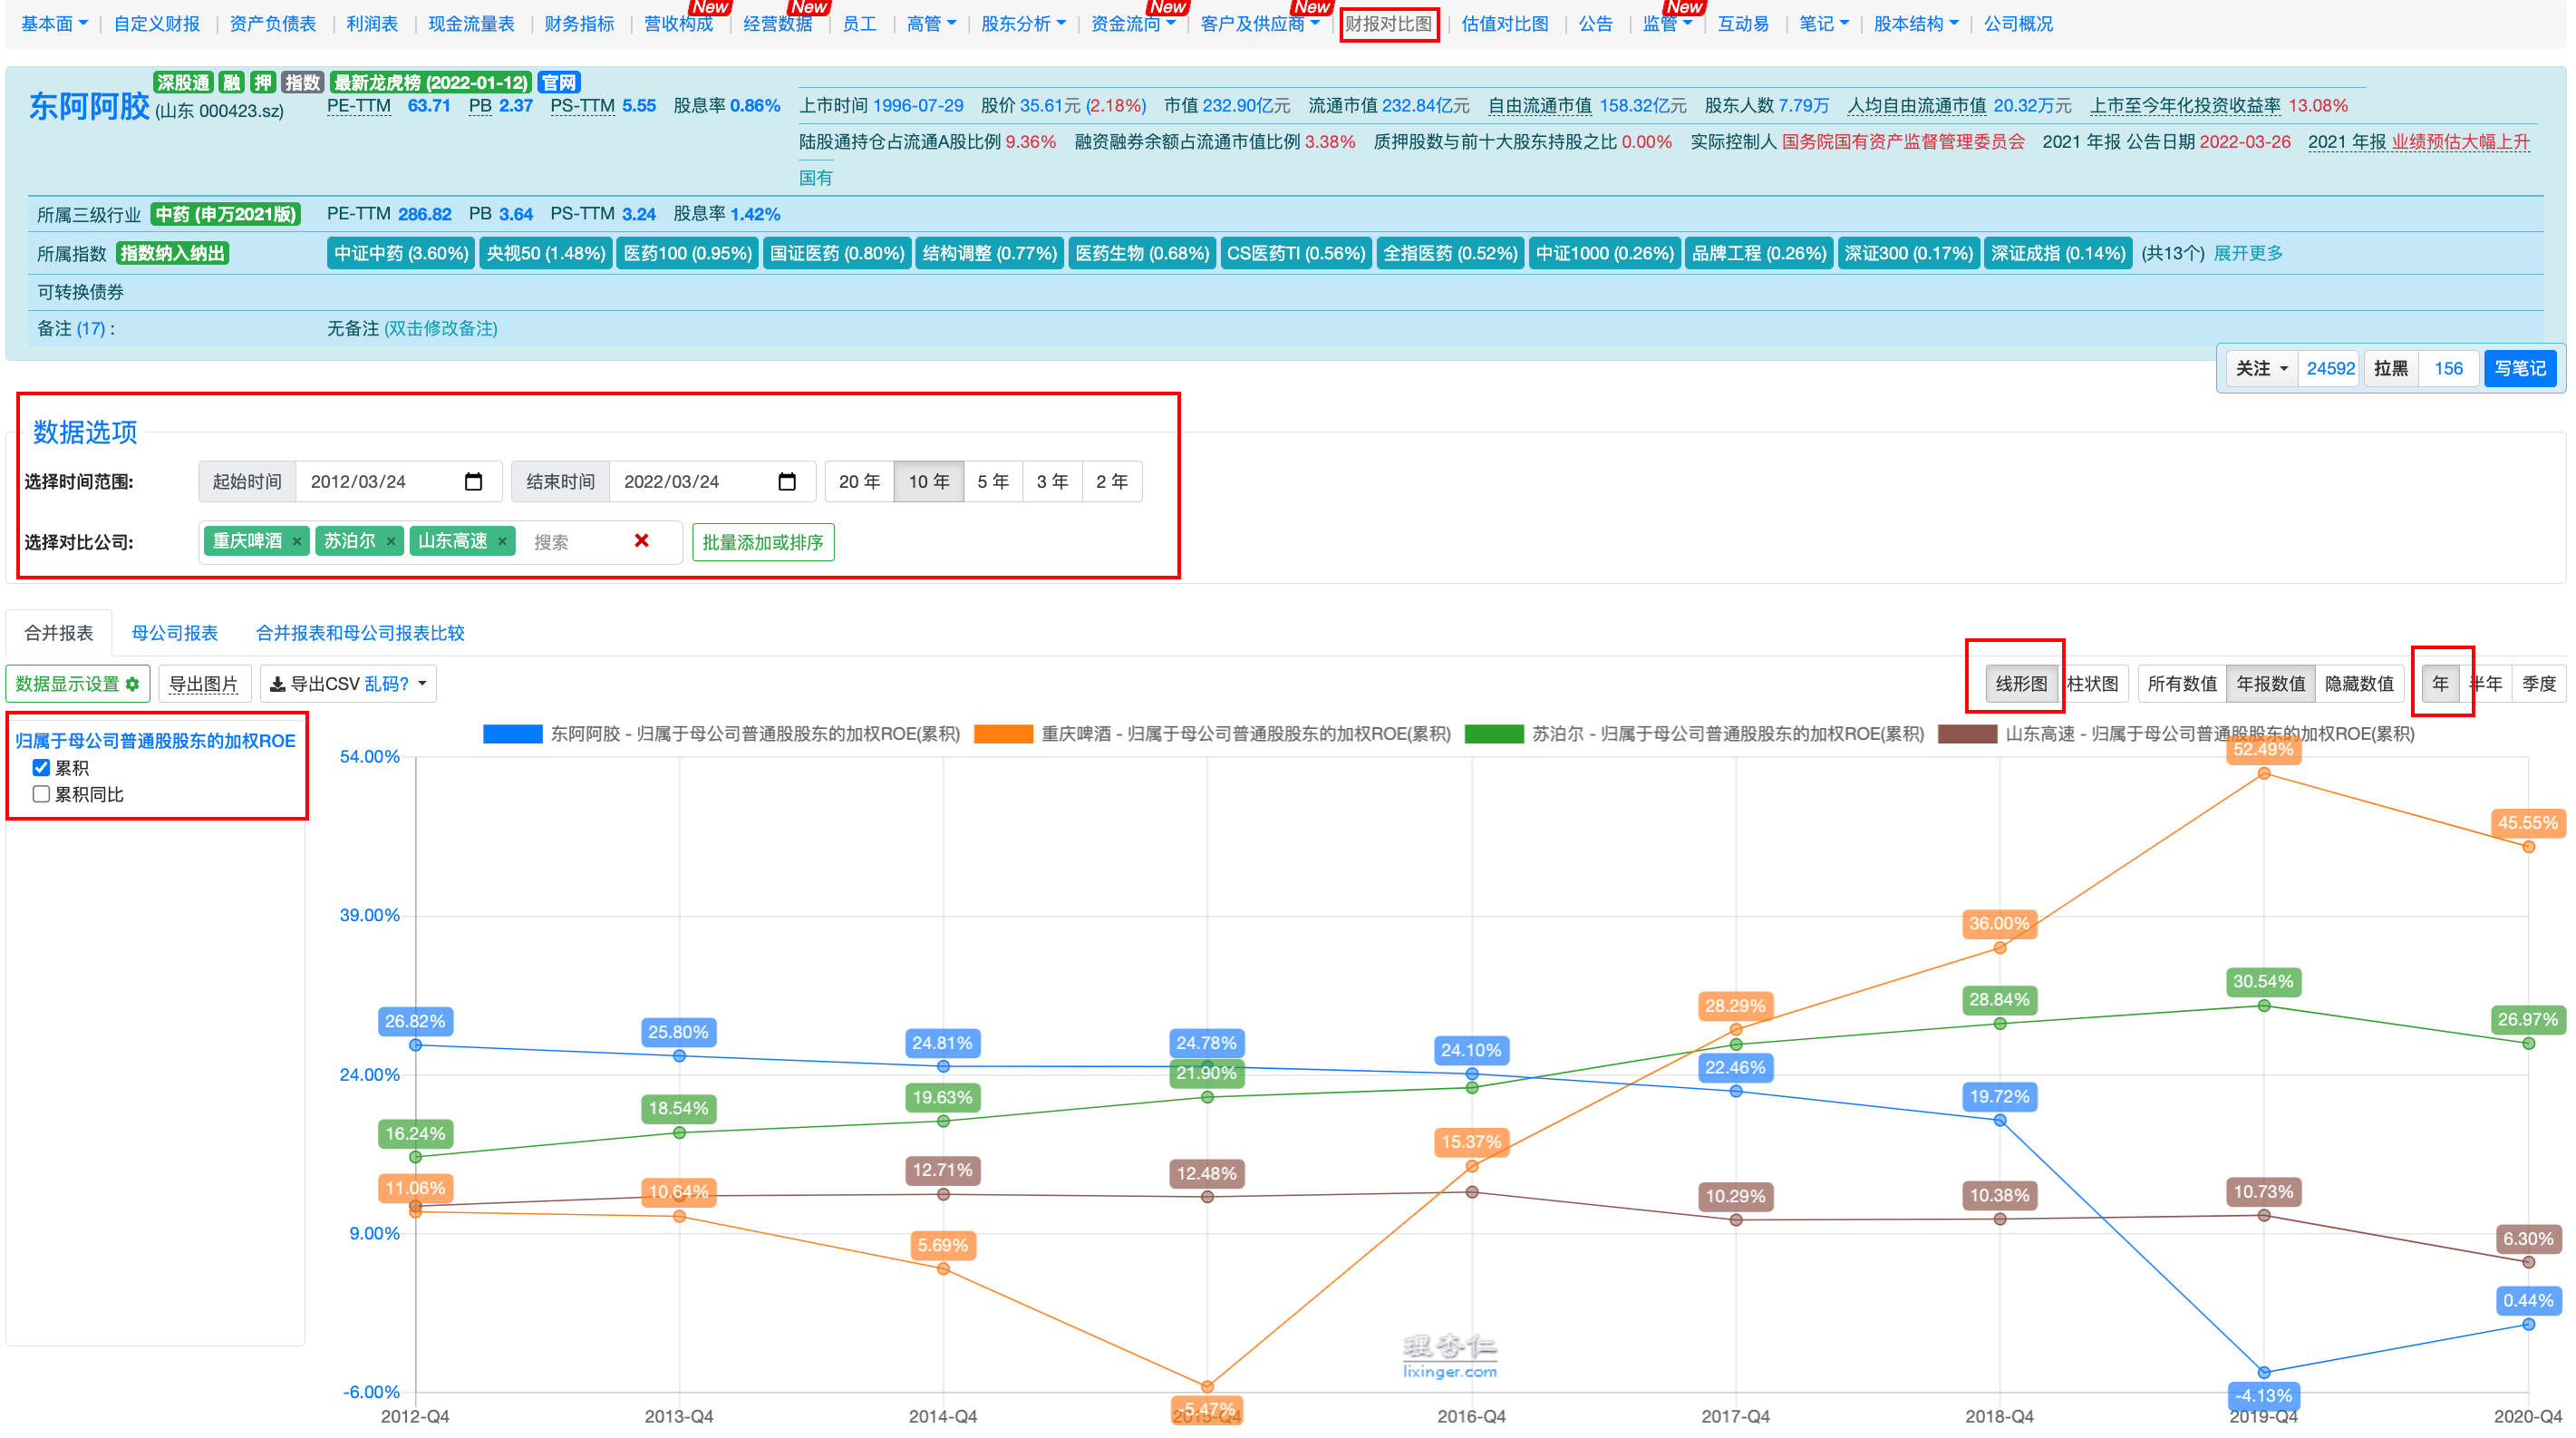 基本面 自定义财报 资产负债表 利润表 现金流量表 财务指标 营收构成 New 经营数据 New 员工 高管 股东分析 资金流向 New 客户及供应商 New 财报对比图 估值对比图 公告 监管 New 互动易 笔记 股本结构 公司概况
深股通 融 押 指数 最新龙虎榜 (2022-01-12) 官网
东阿阿胶 (山东 000423.sz) PE-TTM 63.71 PB 2.37 PS-TTM 5.55 股息率 0.86% 上市时间 1996-07-29 股价 35.61元 (2.18%) 市值 232.90亿元 流通市值 232.84亿元 自由流通市值 158.32亿元 股东人数 7.79万 人均自由流通市值 20.32万元 上市至今年化投资收益率 13.08%
陆股通持仓占流通A股比例 9.36% 融资融券余额占流通市值比例 3.38% 质押股数与前十大股东持股之比 0.00% 实际控制人 国务院国有资产监督管理委员会 2021 年报 公告日期 2022-03-26 2021 年报 业绩预估大幅上升
国有
所属三级行业 中药 (申万2021版) PE-TTM 286.82 PB 3.64 PS-TTM 3.24 股息率 1.42%
所属指数 指数纳入纳出 中证中药 (3.60%) 央视50 (1.48%) 医药100 (0.95%) 国证医药 (0.80%) 结构调整 (0.77%) 医药生物 (0.68%) CS医药TI (0.56%) 全指医药 (0.52%) 中证1000 (0.26%) 品牌工程 (0.26%) 深证300 (0.17%) 深证成指 (0.14%) (共13个) 展开更多
可转换债券
备注 (17) : 无备注 (双击修改备注)
关注 24592 拉黑 156 写笔记
数据选项
选择时间范围: 起始时间 2012/03/24 结束时间 2022/03/24 20 年 10 年 5 年 3 年 2 年
选择对比公司: 重庆啤酒 × 苏泊尔 × 山东高速 × 搜索 批量添加或排序
合并报表 母公司报表 合并报表和母公司报表比较
数据显示设置 导出图片 导出CSV 乱码? 线形图 柱状图 所有数值 年报数值 隐藏数值 年 半年 季度
归属于母公司普通股股东的加权ROE
累积
累积同比
东阿阿胶 - 归属于母公司普通股股东的加权ROE(累积) 重庆啤酒 - 归属于母公司普通股股东的加权ROE(累积) 苏泊尔 - 归属于母公司普通股股东的加权ROE(累积) 山东高速 - 归属于母公司普通股股东的加权ROE(累积)
54.00%
39.00%
24.00%
9.00%
-6.00%
26.82% 25.80% 24.81% 24.78% 24.10% 22.46% 19.72% -4.13% 0.44%
11.06% 10.64% 5.69% -5.47% 15.37% 28.29% 36.00% 52.49% 45.55%
16.24% 18.54% 19.63% 21.90% 28.84% 30.54% 26.97%
12.71% 12.48% 10.29% 10.38% 10.73% 6.30%
理杏仁
lixinger.com
2012-Q4 2013-Q4 2014-Q4 2015-Q4 2016-Q4 2017-Q4 2018-Q4 2019-Q4 2020-Q4